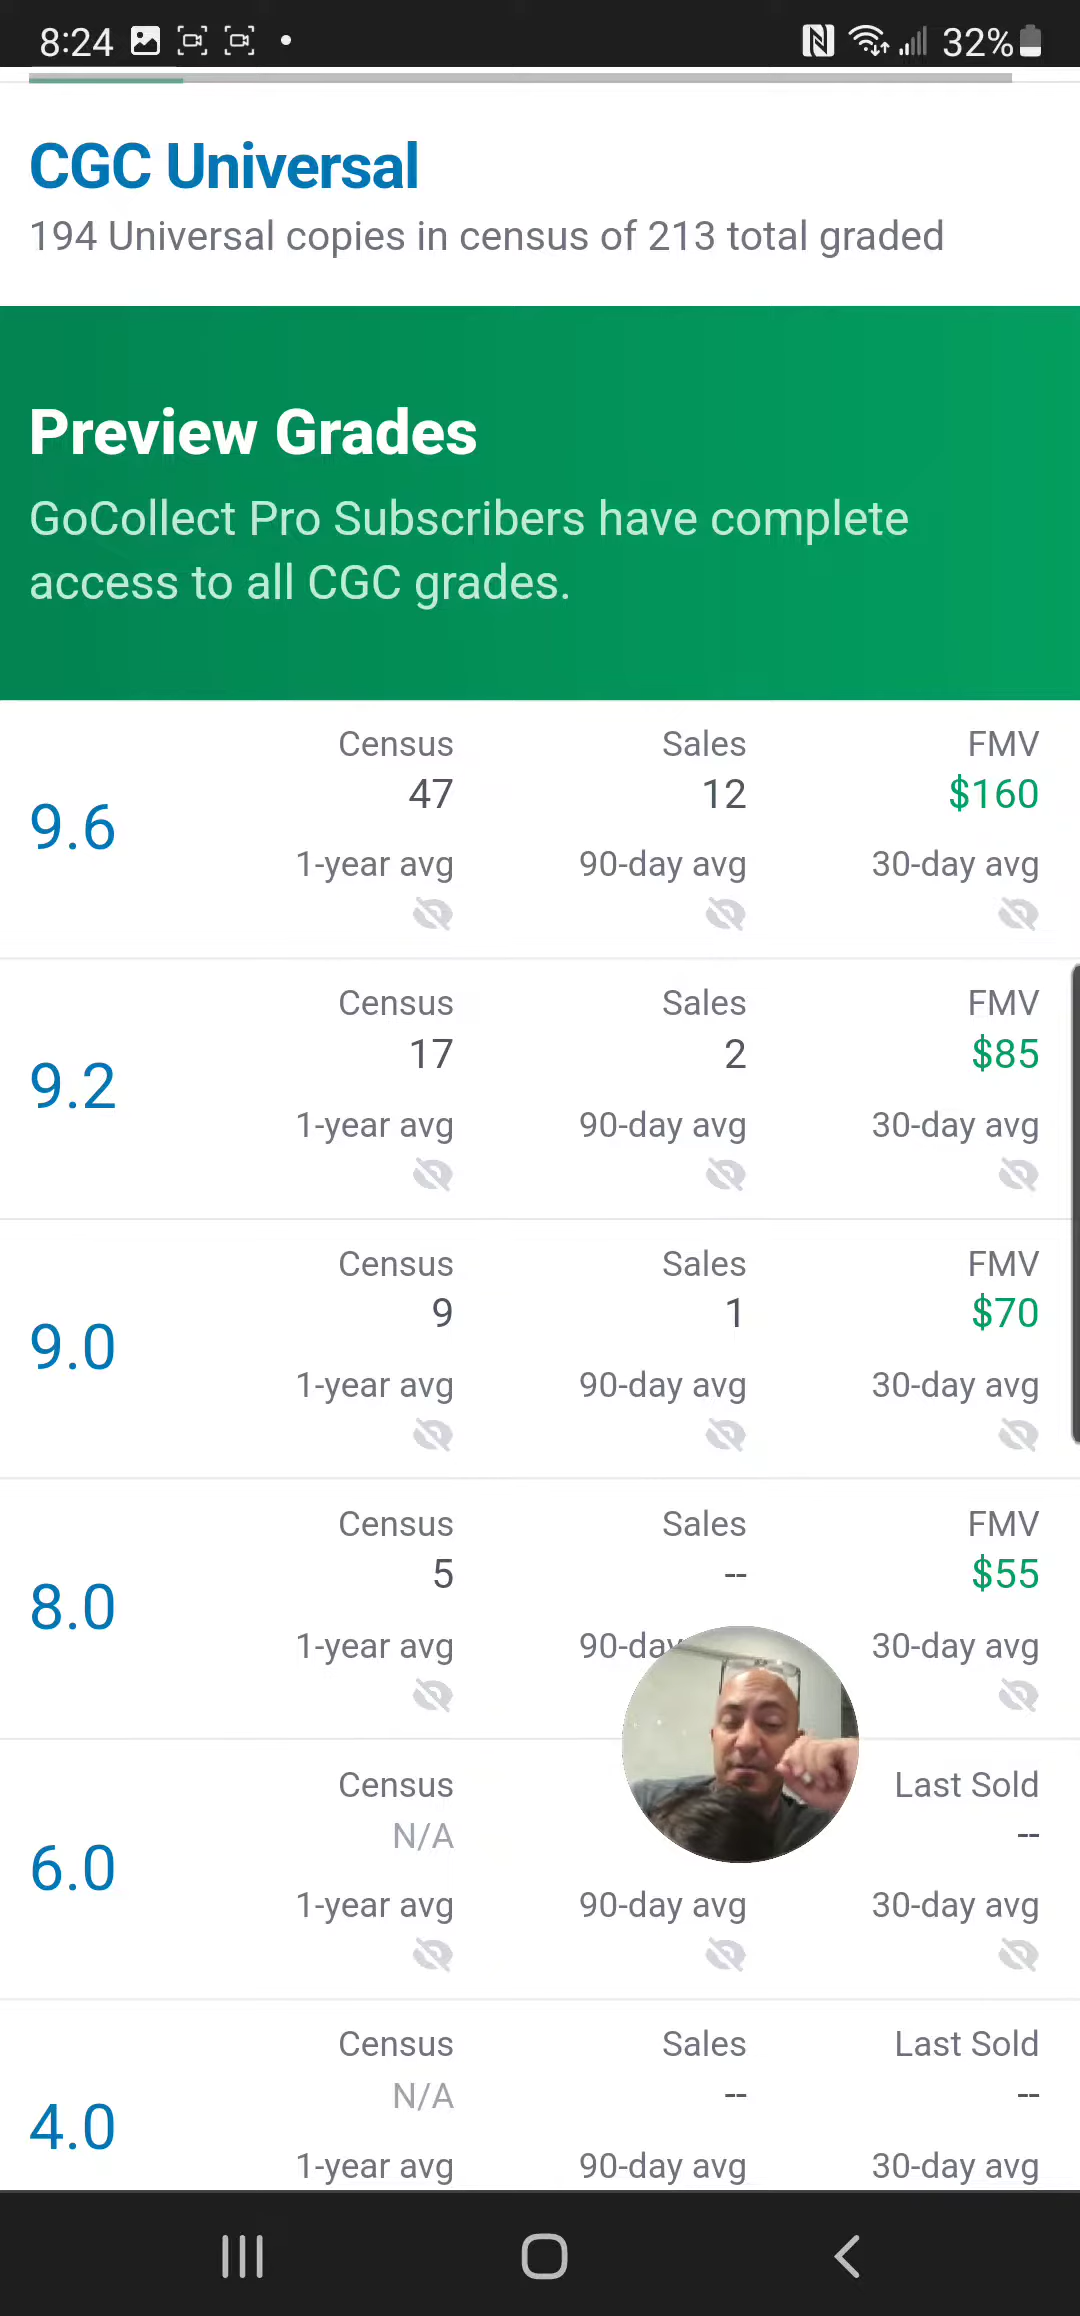 8:24 32%
CGC Universal
194 Universal copies in census of 213 total graded
Preview Grades
GoCollect Pro Subscribers have complete
access to all CGC grades.
Census Sales FMV
9.6 47 12 $160
1-year avg 90-day avg 30-day avg
Census Sales FMV
9.2 17 2 $85
1-year avg 90-day avg 30-day avg
Census Sales FMV
9.0 9 1 $70
1-year avg 90-day avg 30-day avg
Census Sales FMV
8.0 5 -- $55
1-year avg 90-day 30-day avg
Census Last Sold
6.0 N/A --
1-year avg 90-day avg 30-day avg
Census Sales Last Sold
4.0 N/A -- --
1-year avg 90-day avg 30-day avg